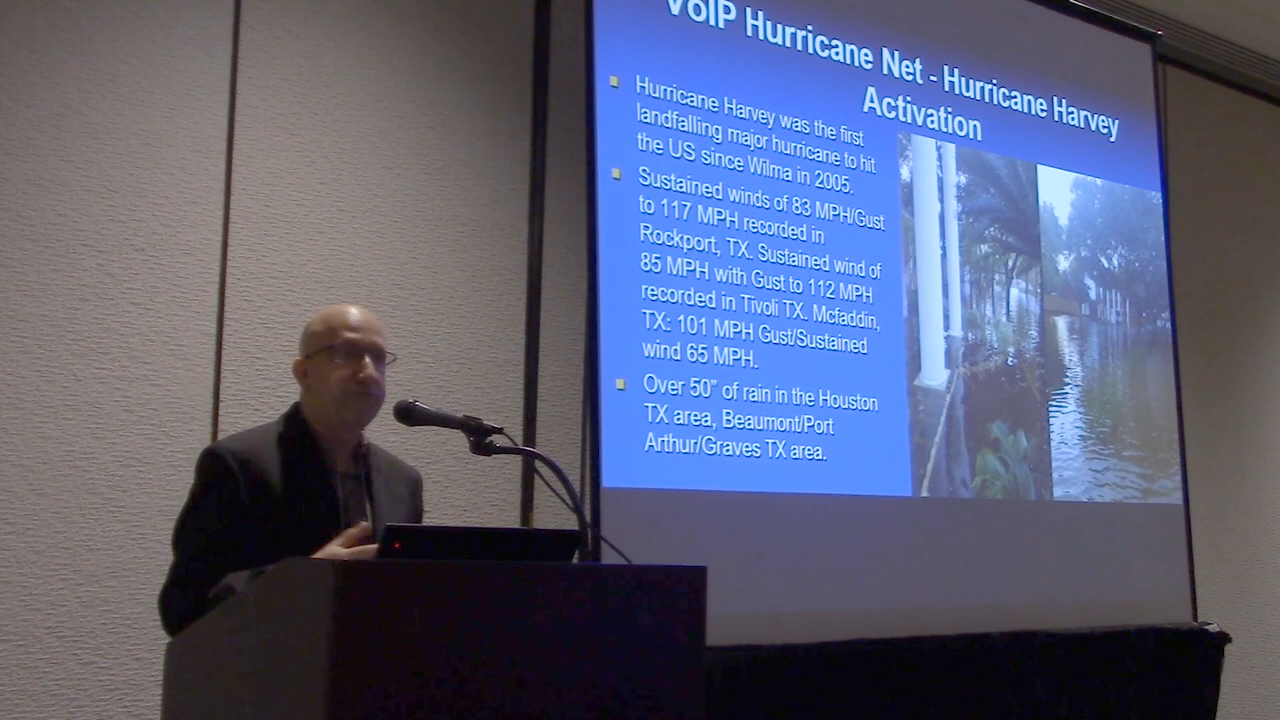 VoIP Hurricane Net - Hurricane Harvey
Activation
Hurricane Harvey was the first
landfalling major hurricane to hit
the US since Wilma in 2005.
Sustained winds of 83 MPH/Gust
to 117 MPH recorded in
Rockport, TX. Sustained wind of
85 MPH with Gust to 112 MPH
recorded in Tivoli TX. Mcfaddin,
TX: 101 MPH Gust/Sustained
wind 65 MPH.
Over 50” of rain in the Houston
TX area, Beaumont/Port
Arthur/Graves TX area.